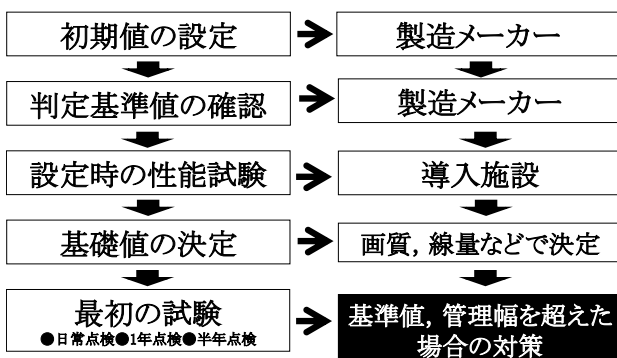 初期値の設定
製造メーカー
判定基準値の確認
製造メーカー
設定時の性能試験
導入施設
基礎値の決定
画質,線量などで決定
最初の試験
●日常点検●1年点検●半年点検
基準値,管理幅を超えた
場合の対策